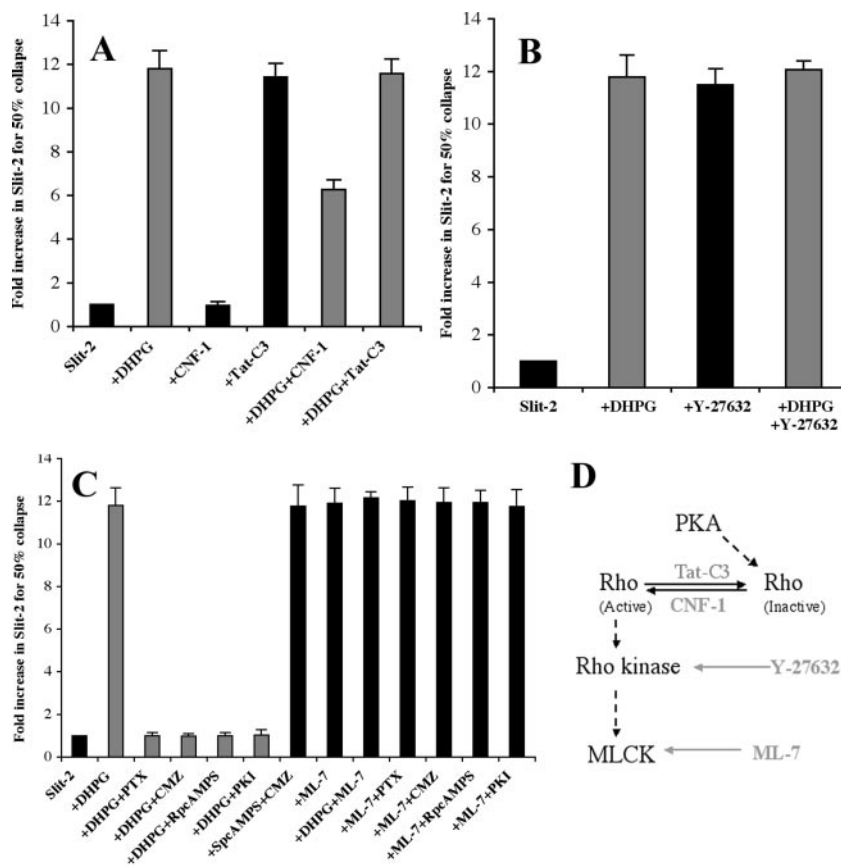 A
Fold increase in Slit-2 for 50% collapse
14
12
10
8
6
4
2
0
Slit-2
+DHPG
+CNF-1
+Tat-C3
+DHPG+CNF-1
+DHPG+Tat-C3
B
Fold increase in Slit-2 for 50% collapse
14
12
10
8
6
4
2
0
Slit-2
+DHPG
+Y-27632
+DHPG
+Y-27632
C
Fold increase in Slit-2 for 50% collapse
14
12
10
8
6
4
2
0
Slit-2
+DHPG
+DHPG+PTX
+DHPG+CMZ
+DHPG+RpcAMPS
+DHPG+PKI
+SpcAMPS+CMZ
+ML-7
+DHPG+ML-7
+ML-7+PTX
+ML-7+CMZ
+ML-7+RpcAMPS
+ML-7+PKI
D
PKA
Rho Tat-C3 Rho
(Active) CNF-1 (Inactive)
Rho kinase Y-27632
MLCK ML-7